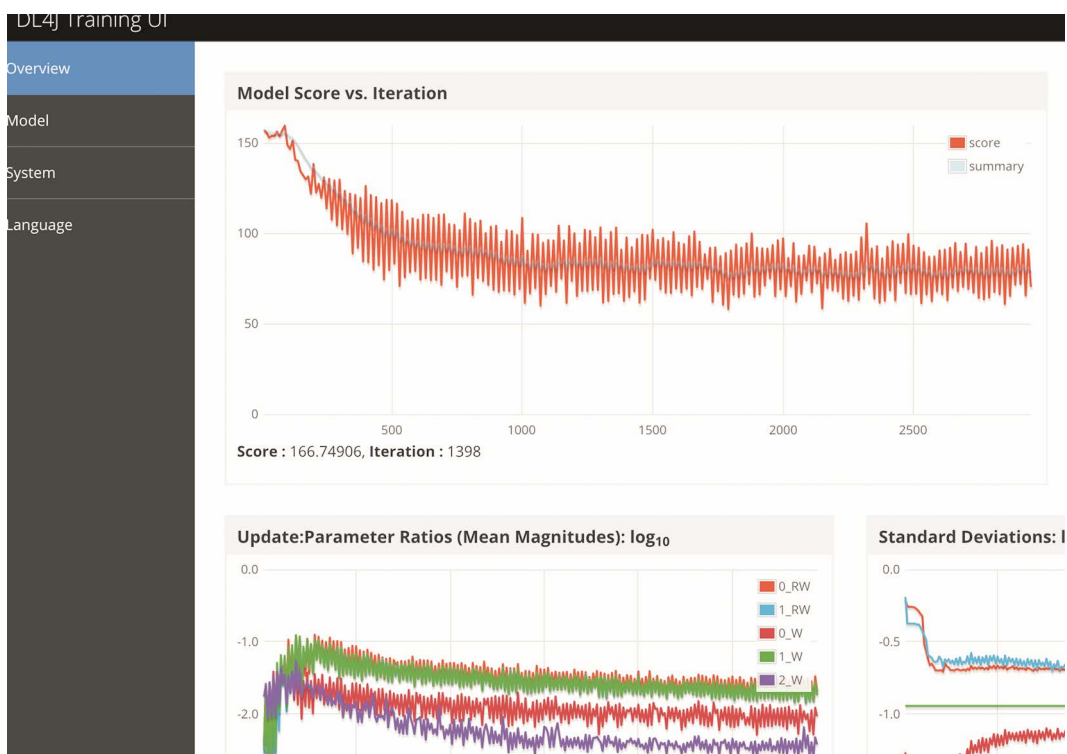 DL4J Training UI
Overview
Model
System
Language
Model Score vs. Iteration
150
100
50
0
500 1000 1500 2000 2500
score
summary
Score : 166.74906, Iteration : 1398
Update:Parameter Ratios (Mean Magnitudes): log10
0.0
-1.0
-2.0
0_RW
1_RW
0_W
1_W
2_W
Standard Deviations: l
0.0
-0.5
-1.0